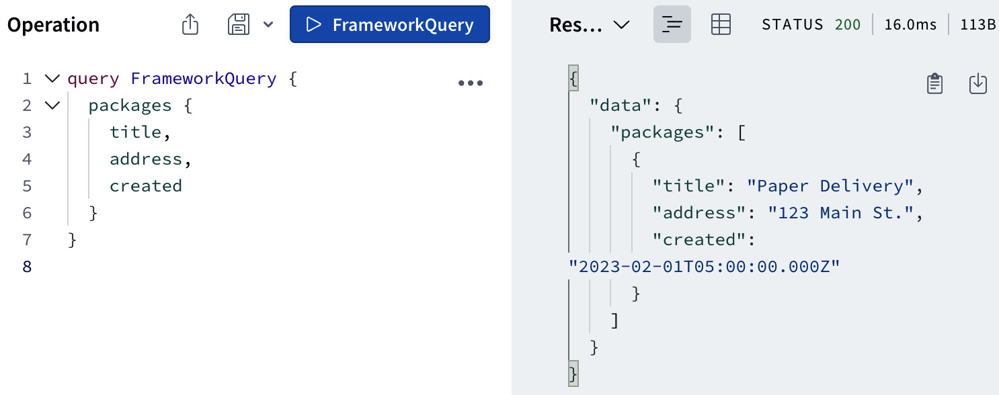 Operation
FrameworkQuery
1 query FrameworkQuery {
2 packages {
3 title,
4 address,
5 created
6 }
7 }
8
Res... STATUS 200 16.0ms 113B
{
"data": {
"packages": [
{
"title": "Paper Delivery",
"address": "123 Main St.",
"created":
"2023-02-01T05:00:00.000Z"
}
]
}
}